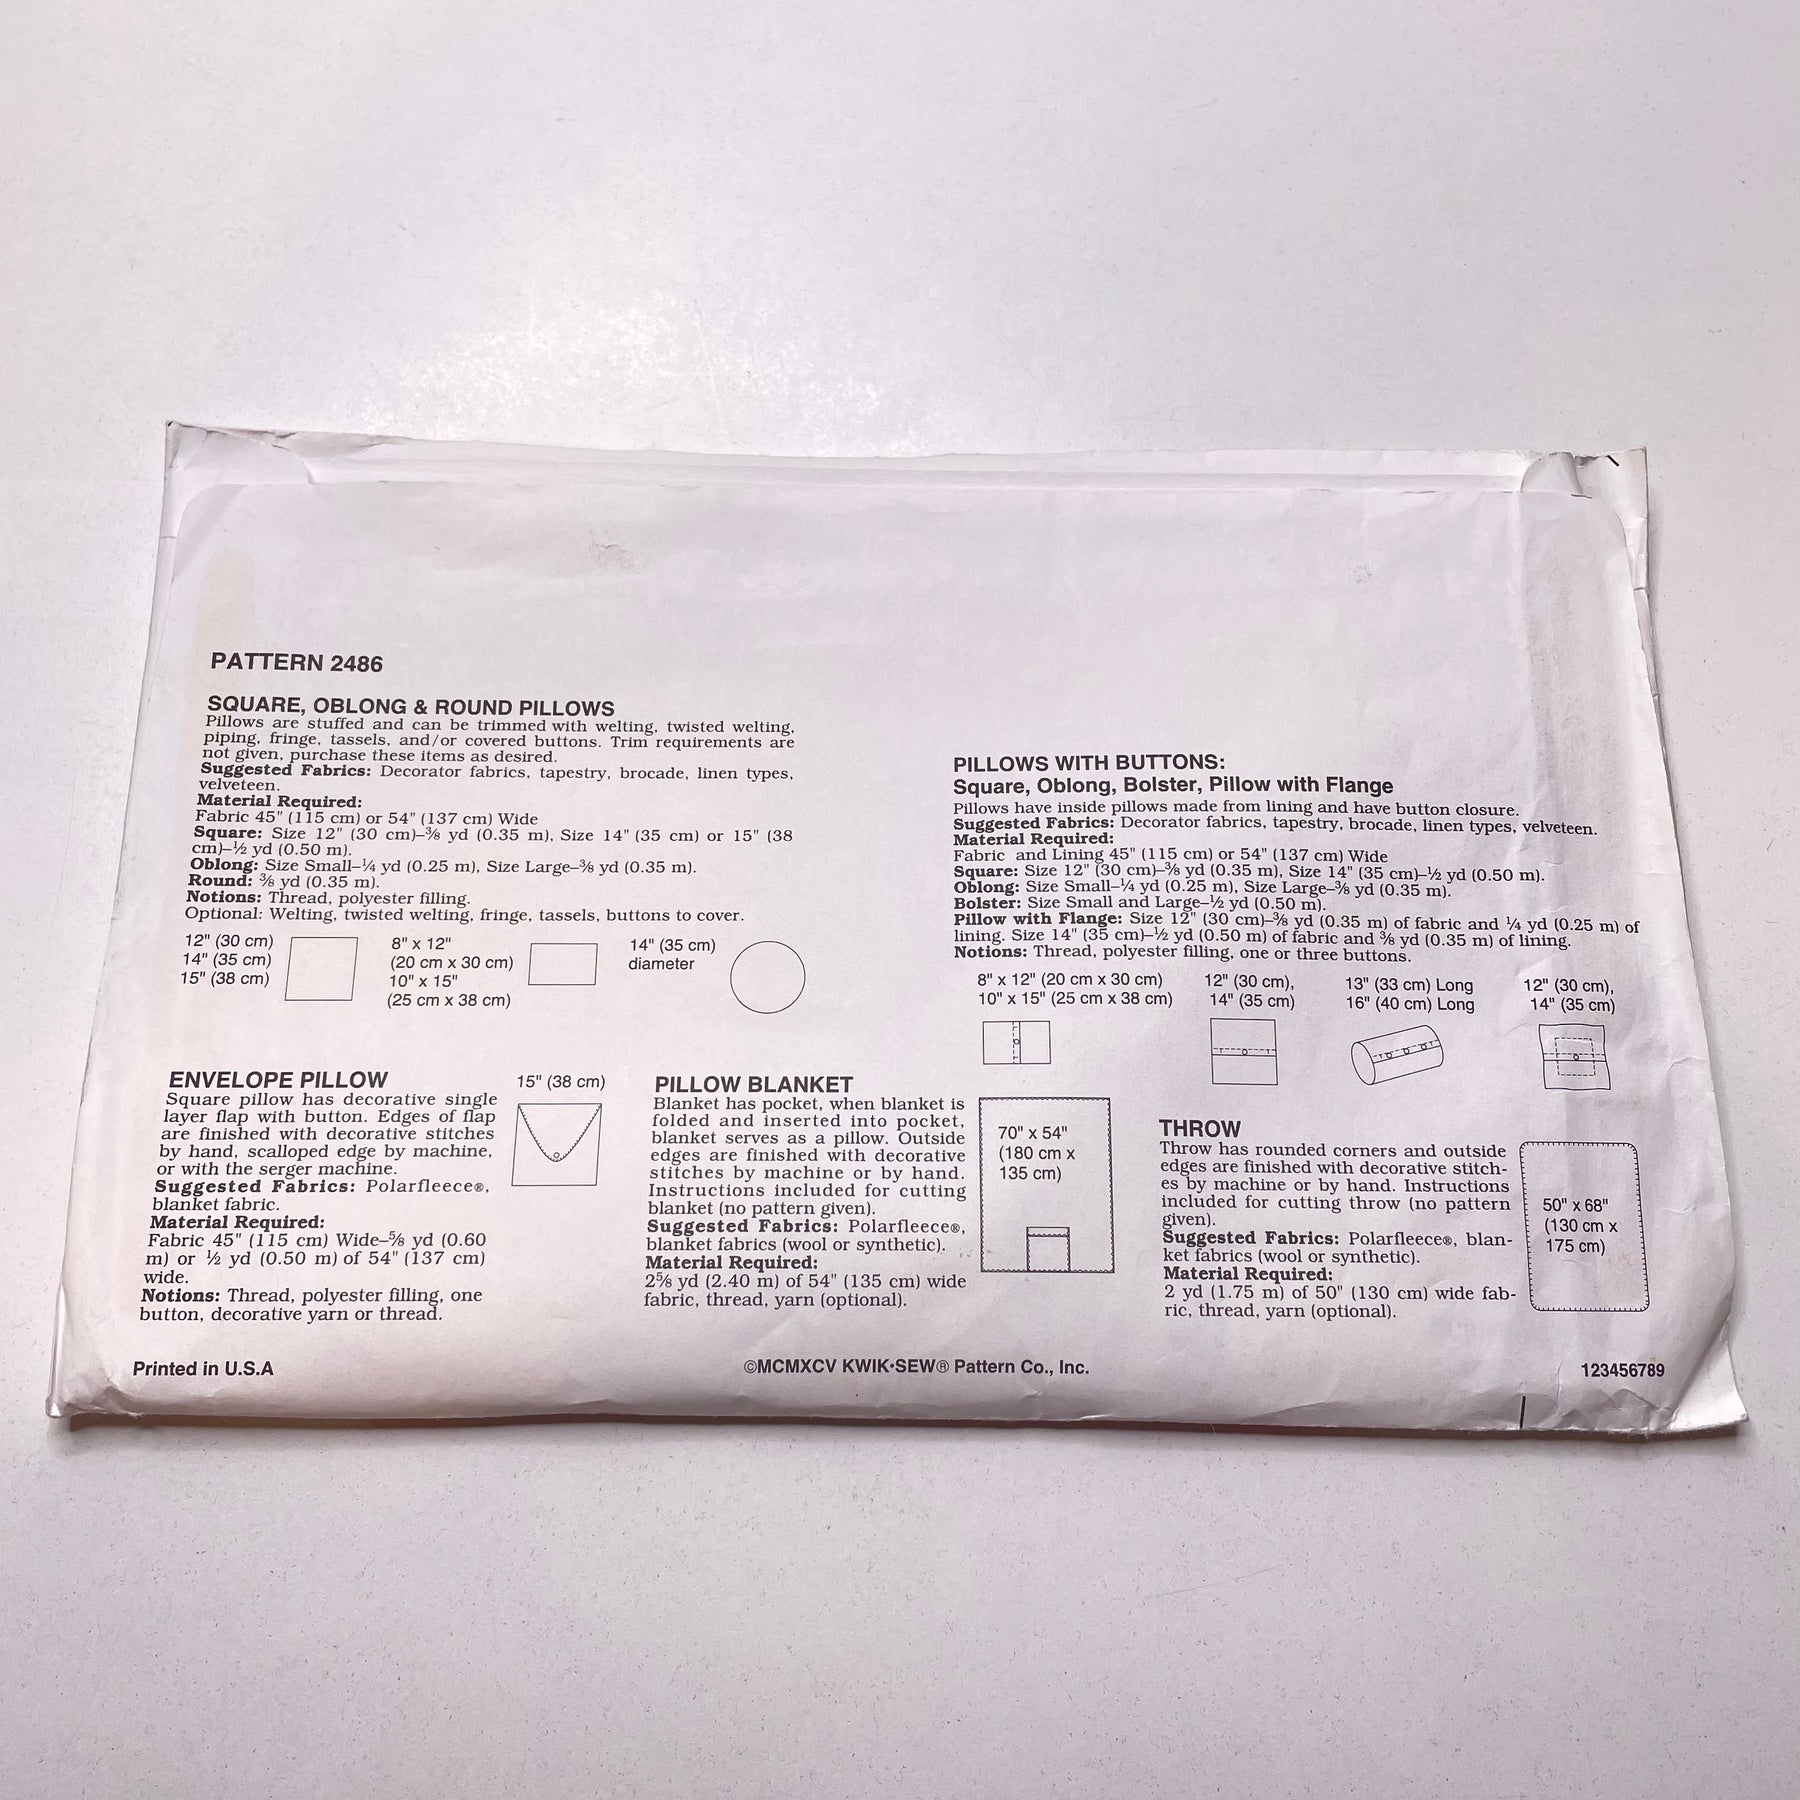 PATTERN 2486
SQUARE, OBLONG & ROUND PILLOWS
Pillows are stuffed and can be trimmed with welting, twisted welting,
piping, fringe, tassels, and/or covered buttons. Trim requirements are
not given, purchase these items as desired.
Suggested Fabrics: Decorator fabrics, tapestry, brocade, linen types,
velveteen.
Material Required:
Fabric 45" (115 cm) or 54" (137 cm) Wide
Square: Size 12" (30 cm)–⅜ yd (0.35 m), Size 14" (35 cm) or 15" (38
cm)–½ yd (0.50 m).
Oblong: Size Small–¼ yd (0.25 m), Size Large–⅜ yd (0.35 m).
Round: ⅜ yd (0.35 m).
Notions: Thread, polyester filling.
Optional: Welting, twisted welting, fringe, tassels, buttons to cover.
12" (30 cm)
14" (35 cm)
15" (38 cm)
8" x 12"
(20 cm x 30 cm)
10" x 15"
(25 cm x 38 cm)
14" (35 cm)
diameter
PILLOWS WITH BUTTONS:
Square, Oblong, Bolster, Pillow with Flange
Pillows have inside pillows made from lining and have button closure.
Suggested Fabrics: Decorator fabrics, tapestry, brocade, linen types, velveteen.
Material Required:
Fabric and Lining 45" (115 cm) or 54" (137 cm) Wide
Square: Size 12" (30 cm)–⅜ yd (0.35 m), Size 14" (35 cm)–½ yd (0.50 m).
Oblong: Size Small–¼ yd (0.25 m), Size Large–⅜ yd (0.35 m).
Bolster: Size Small and Large–½ yd (0.50 m).
Pillow with Flange: Size 12" (30 cm)–⅜ yd (0.35 m) of fabric and ¼ yd (0.25 m) of
lining. Size 14" (35 cm)–½ yd (0.50 m) of fabric and ⅜ yd (0.35 m) of lining.
Notions: Thread, polyester filling, one or three buttons.
8" x 12" (20 cm x 30 cm)
10" x 15" (25 cm x 38 cm)
12" (30 cm),
14" (35 cm)
13" (33 cm) Long
16" (40 cm) Long
12" (30 cm),
14" (35 cm)
ENVELOPE PILLOW
Square pillow has decorative single
layer flap with button. Edges of flap
are finished with decorative stitches
by hand, scalloped edge by machine,
or with the serger machine.
Suggested Fabrics: Polarfleece®,
blanket fabric.
Material Required:
Fabric 45" (115 cm) Wide–⅝ yd (0.60
m) or ½ yd (0.50 m) of 54" (137 cm)
wide.
Notions: Thread, polyester filling, one
button, decorative yarn or thread.
15" (38 cm)
PILLOW BLANKET
Blanket has pocket, when blanket is
folded and inserted into pocket,
blanket serves as a pillow. Outside
edges are finished with decorative
stitches by machine or by hand.
Instructions included for cutting
blanket (no pattern given).
Suggested Fabrics: Polarfleece®,
blanket fabrics (wool or synthetic).
Material Required:
2⅝ yd (2.40 m) of 54" (135 cm) wide
fabric, thread, yarn (optional).
70" x 54"
(180 cm x
135 cm)
THROW
Throw has rounded corners and outside
edges are finished with decorative stitch-
es by machine or by hand. Instructions
included for cutting throw (no pattern
given).
Suggested Fabrics: Polarfleece®, blan-
ket fabrics (wool or synthetic).
Material Required:
2 yd (1.75 m) of 50" (130 cm) wide fab-
ric, thread, yarn (optional).
50" x 68"
(130 cm x
175 cm)
Printed in U.S.A
©MCMXCV KWIK•SEW® Pattern Co., Inc.
123456789